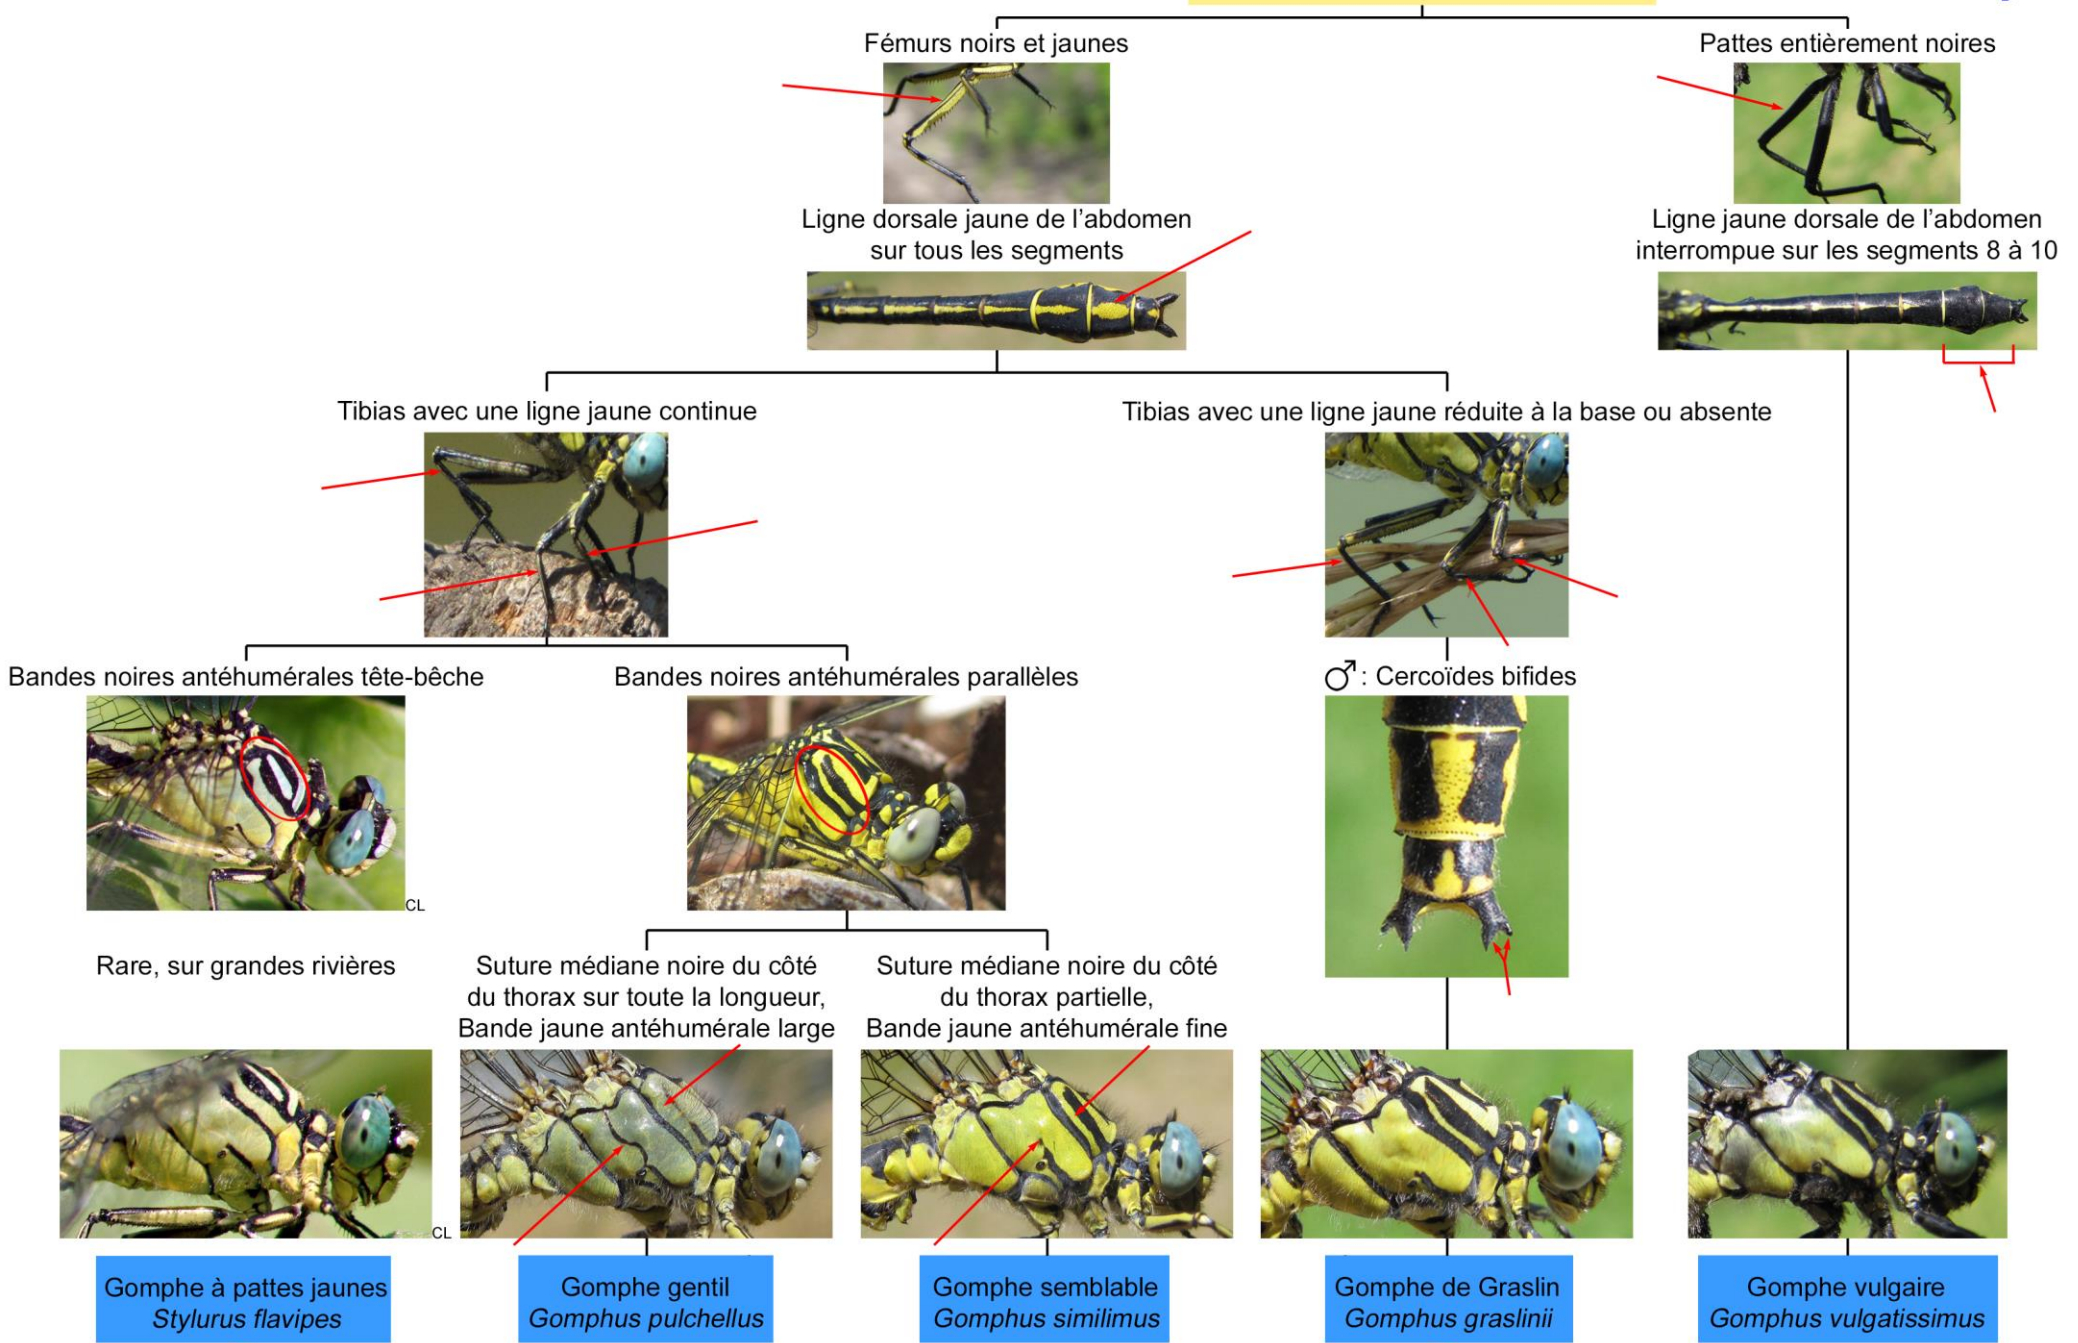 Fémurs noirs et jaunes
Pattes entièrement noires
Ligne dorsale jaune de l'abdomen
sur tous les segments
Ligne jaune dorsale de l'abdomen
interrompue sur les segments 8 à 10
Tibias avec une ligne jaune continue
Tibias avec une ligne jaune réduite à la base ou absente
Bandes noires antéhumérales tête-bêche
Bandes noires antéhumérales parallèles
♂ : Cercoïdes bifides
CL
Rare, sur grandes rivières
Suture médiane noire du côté
du thorax sur toute la longueur,
Bande jaune antéhumérale large
Suture médiane noire du côté
du thorax partielle,
Bande jaune antéhumérale fine
CL
Gomphe à pattes jaunes
Stylurus flavipes
Gomphe gentil
Gomphus pulchellus
Gomphe semblable
Gomphus similimus
Gomphe de Graslin
Gomphus graslinii
Gomphe vulgaire
Gomphus vulgatissimus